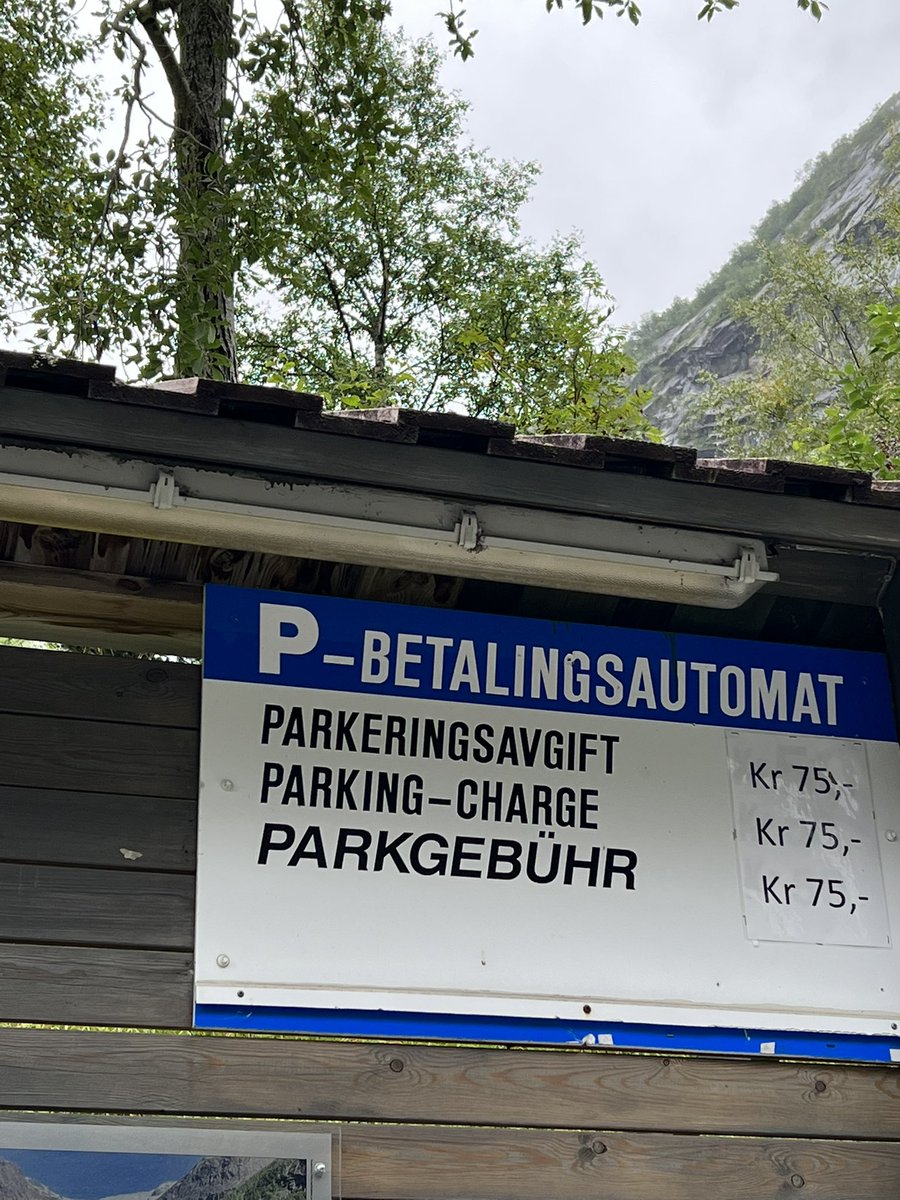 P-BETALINGSAUTOMAT
PARKERINGSAVGIFT Kr 75,-
PARKING-CHARGE Kr 75,-
PARKGEBÜHR Kr 75,-